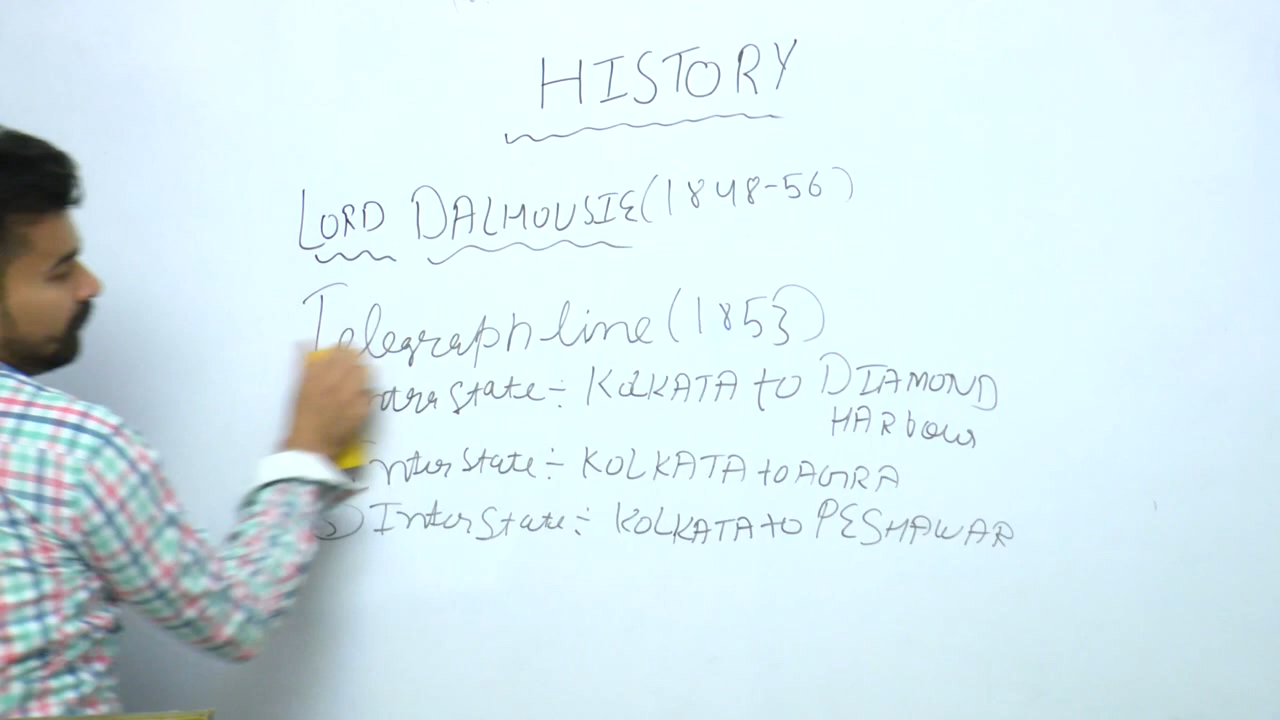 HISTORY
LORD DALHOUSIE (1848-56)
Telegraph line (1853)
State:- KOLKATA to DIAMOND
HARbour
Inter State:- KOLKATA to AGRA
3) Inter State:- KOLKATA to PESHAWAR